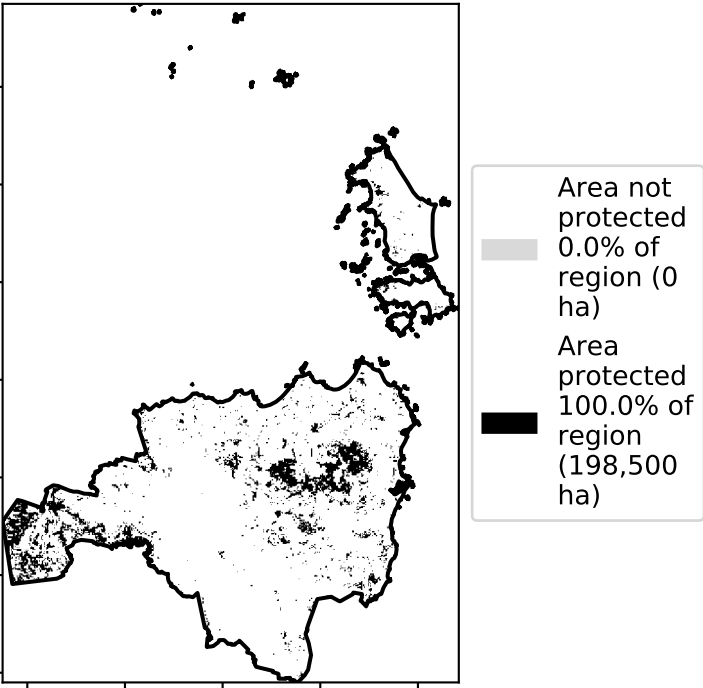 Area not
protected
0.0% of
region (0
ha)
Area
protected
100.0% of
region
(198,500
ha)